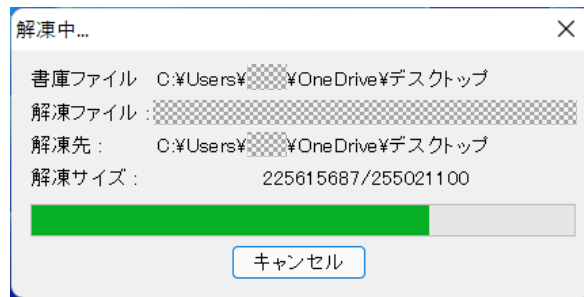 解凍中...
書庫ファイル C:¥Users¥ ¥OneDrive¥デスクトップ
解凍ファイル :
解凍先 : C:¥Users¥ ¥OneDrive¥デスクトップ
解凍サイズ : 225615687/255021100
キャンセル